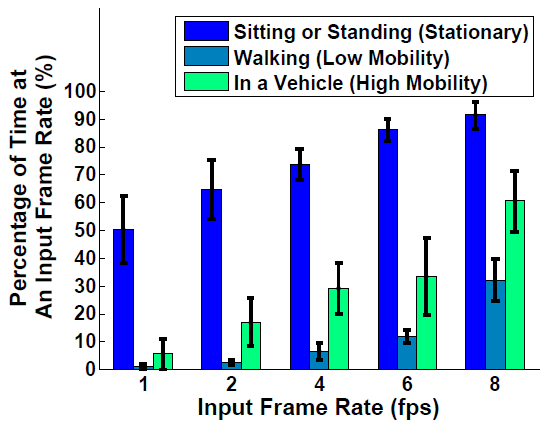 Sitting or Standing (Stationary)
Walking (Low Mobility)
In a Vehicle (High Mobility)
Percentage of Time at
An Input Frame Rate (%)
100
90
80
70
60
50
40
30
20
10
0
1 2 4 6 8
Input Frame Rate (fps)